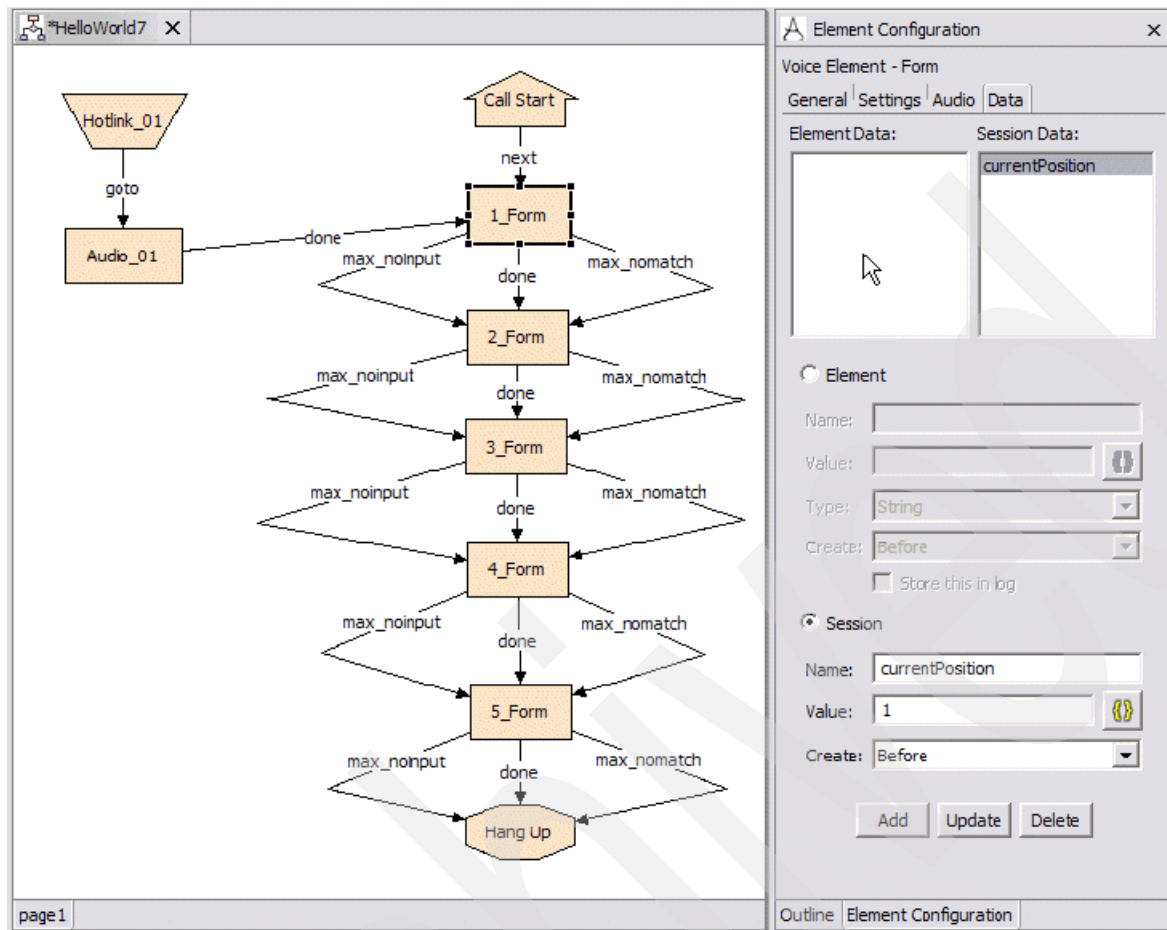 *HelloWorld7
Call Start
Hotlink_01
next
goto
1_Form
Audio_01
done
max_noinput
max_nomatch
done
2_Form
max_noinput
max_nomatch
done
3_Form
max_noinput
max_nomatch
done
4_Form
max_noinput
max_nomatch
done
5_Form
max_noinput
max_nomatch
done
Hang Up
page1
Element Configuration
Voice Element - Form
General Settings Audio Data
Element Data: Session Data:
currentPosition
Element
Name:
Value:
Type: String
Create: Before
Store this in log
Session
Name: currentPosition
Value: 1
Create: Before
Add Update Delete
Outline Element Configuration